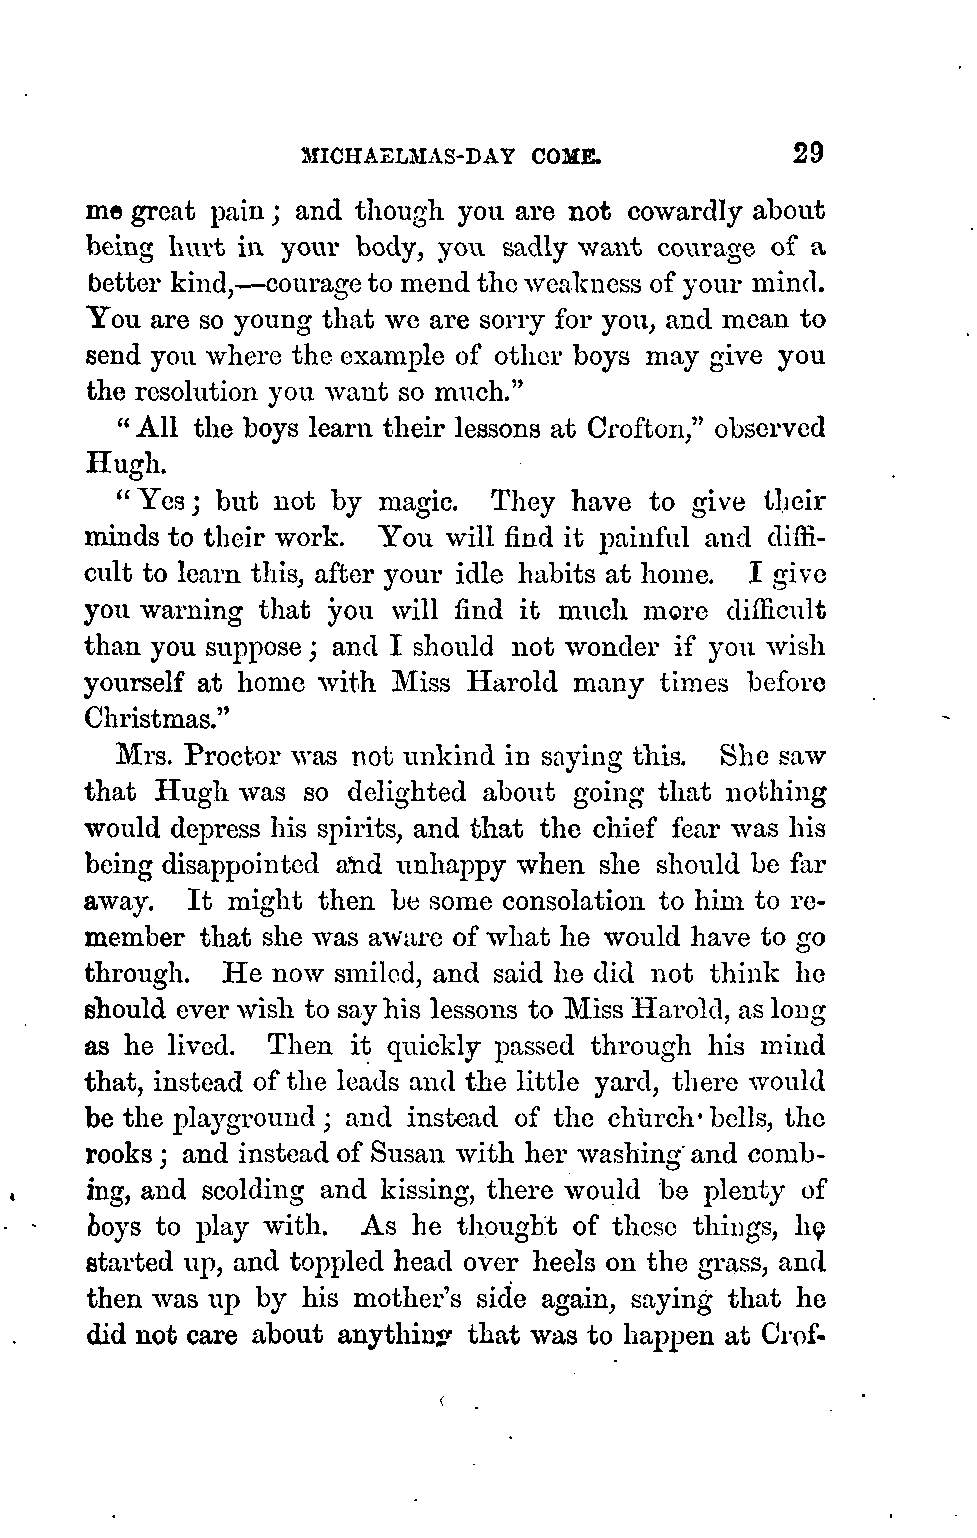 MICHAELMAS-DAY COME. 29
me great pain; and though you are not cowardly about
being hurt in your body, you sadly want courage of a
better kind,—courage to mend the weakness of your mind.
You are so young that we are sorry for you, and mean to
send you where the example of other boys may give you
the resolution you want so much.”
“All the boys learn their lessons at Crofton,” observed
Hugh.
“Yes; but not by magic. They have to give their
minds to their work. You will find it painful and diffi-
cult to learn this, after your idle habits at home. I give
you warning that you will find it much more difficult
than you suppose; and I should not wonder if you wish
yourself at home with Miss Harold many times before
Christmas.”
Mrs. Proctor was not unkind in saying this. She saw
that Hugh was so delighted about going that nothing
would depress his spirits, and that the chief fear was his
being disappointed and unhappy when she should be far
away. It might then be some consolation to him to re-
member that she was aware of what he would have to go
through. He now smiled, and said he did not think he
should ever wish to say his lessons to Miss Harold, as long
as he lived. Then it quickly passed through his mind
that, instead of the leads and the little yard, there would
be the playground; and instead of the church bells, the
rooks; and instead of Susan with her washing and comb-
ing, and scolding and kissing, there would be plenty of
boys to play with. As he thought of these things, he
started up, and toppled head over heels on the grass, and
then was up by his mother’s side again, saying that he
did not care about anything that was to happen at Crof-